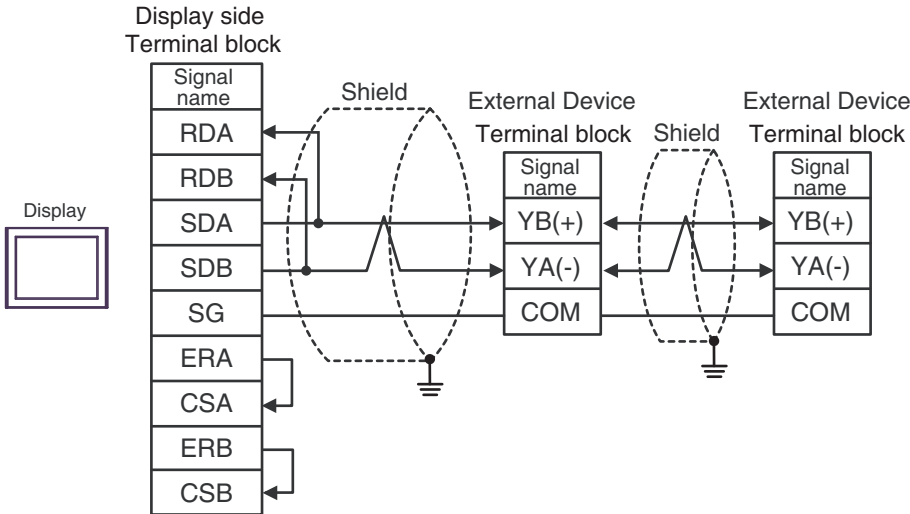 Display side
Terminal block
Signal
name
RDA
RDB
SDA
SDB
SG
ERA
CSA
ERB
CSB
Display
Shield
External Device
Terminal block
Signal
name
YB(+)
YA(-)
COM
Shield
External Device
Terminal block
Signal
name
YB(+)
YA(-)
COM